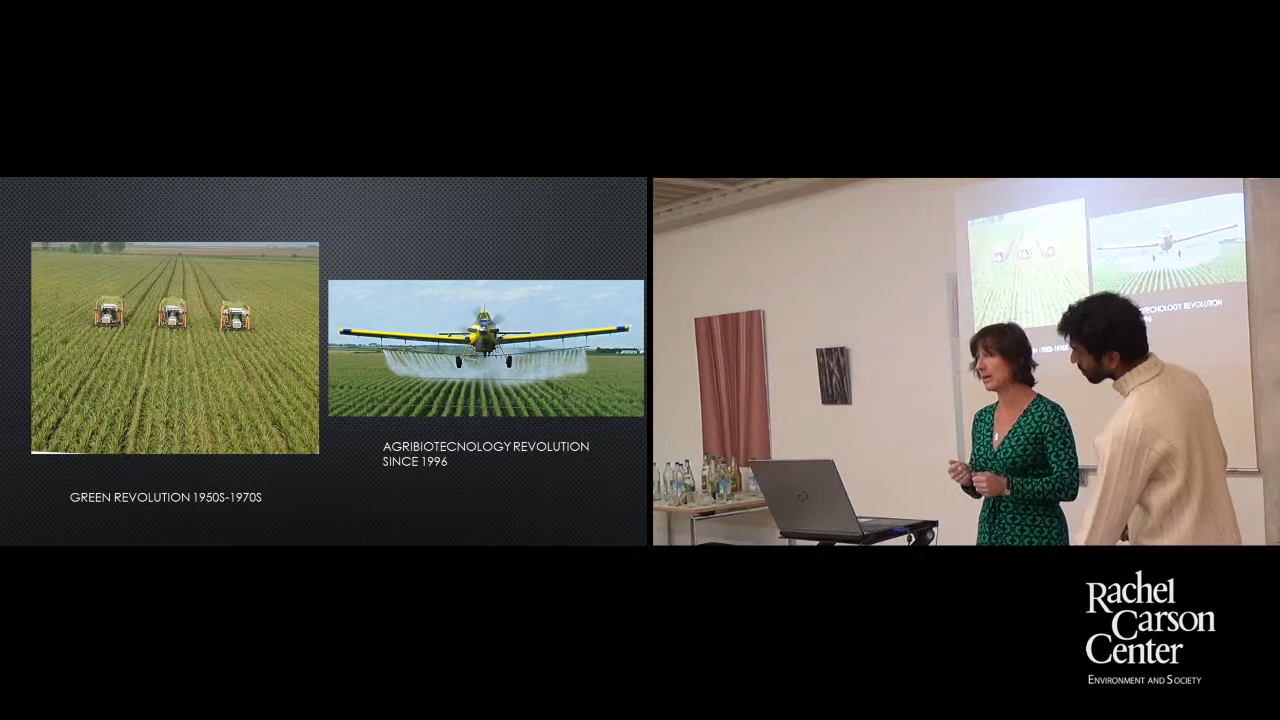 GREEN REVOLUTION 1950S-1970S
AGRIBIOTECNOLOGY REVOLUTION
SINCE 1996
Rachel
Carson
Center
ENVIRONMENT AND SOCIETY